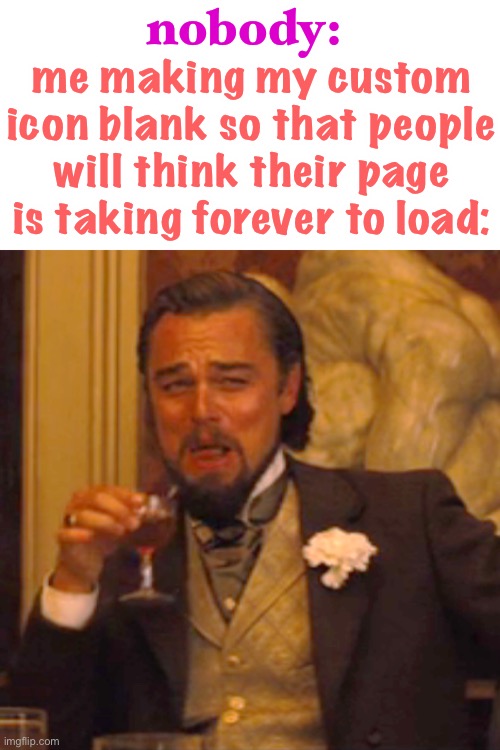 nobody:
me making my custom
icon blank so that people
will think their page
is taking forever to load:
imgflip.com